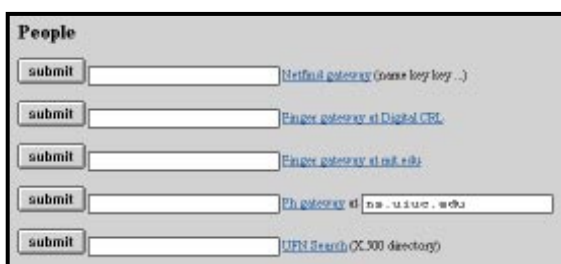 People
submit Netfind gateway (name key key ...)
submit Finger gateway at Digital CRL
submit Finger gateway at mit.edu
submit Ph gateway at ns.uiuc.edu
submit UFN Search (X.500 directory)